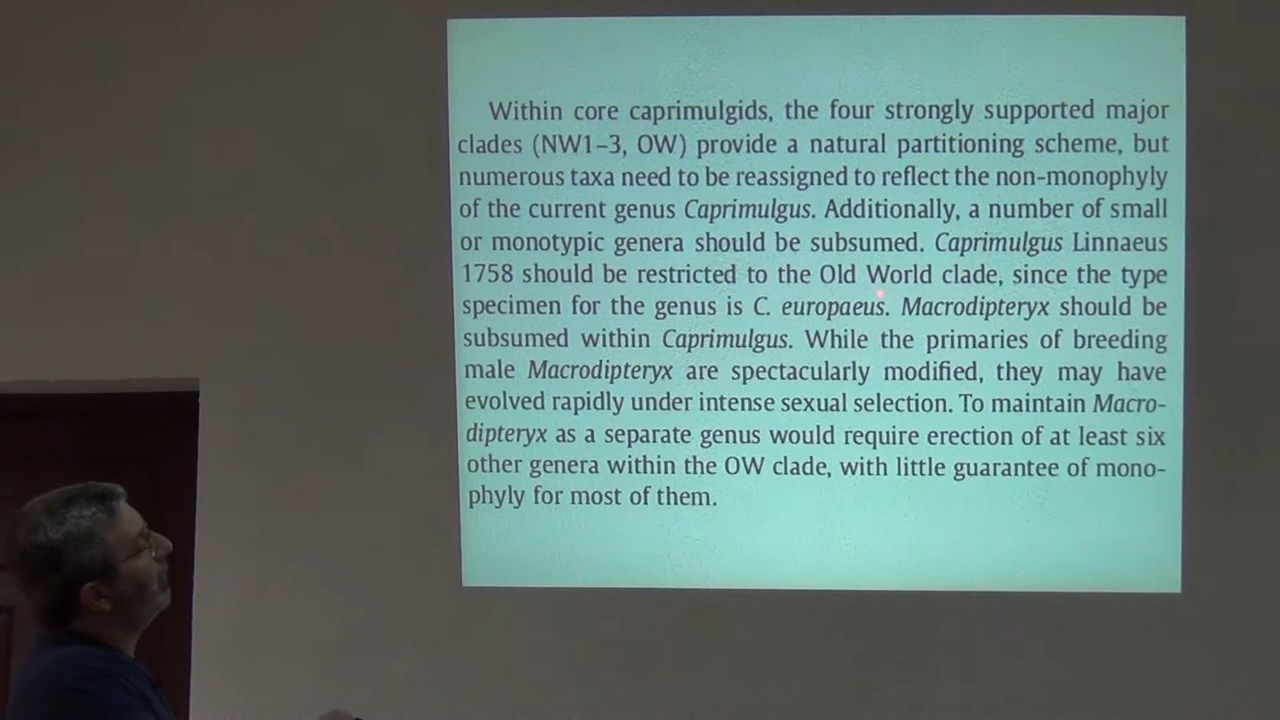 Within core caprimulgids, the four strongly supported major
clades (NW1–3, OW) provide a natural partitioning scheme, but
numerous taxa need to be reassigned to reflect the non-monophyly
of the current genus Caprimulgus. Additionally, a number of small
or monotypic genera should be subsumed. Caprimulgus Linnaeus
1758 should be restricted to the Old World clade, since the type
specimen for the genus is C. europaeus. Macrodipteryx should be
subsumed within Caprimulgus. While the primaries of breeding
male Macrodipteryx are spectacularly modified, they may have
evolved rapidly under intense sexual selection. To maintain Macro-
dipteryx as a separate genus would require erection of at least six
other genera within the OW clade, with little guarantee of mono-
phyly for most of them.